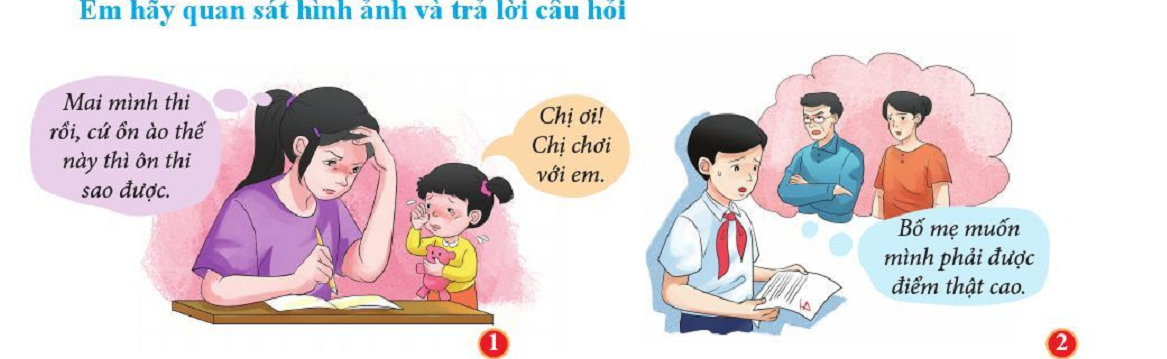 Em hãy quan sát hình ảnh và trả lời câu hỏi
Mai mình thi
rồi, cứ ồn ào thế
này thì ôn thi
sao được.
Chị ơi!
Chị chơi
với em.
1
Bố mẹ muốn
mình phải được
điểm thật cao.
2